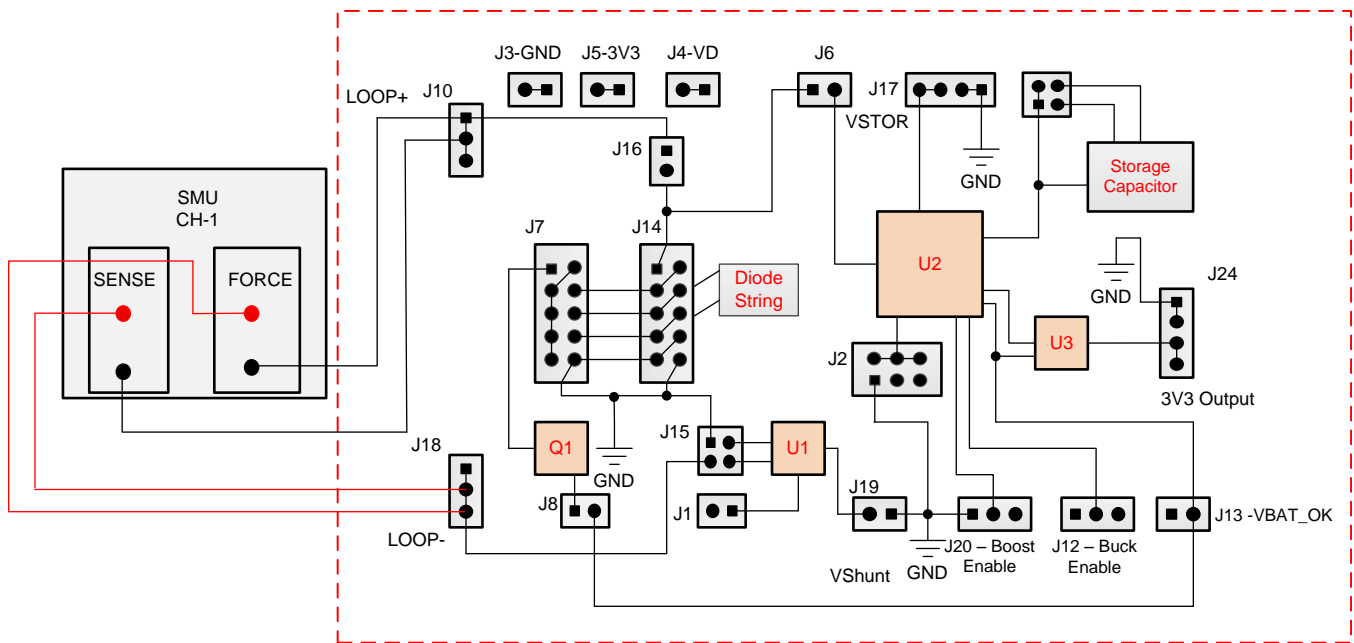 J3-GND
J5-3V3
J4-VD
J6
J10
LOOP+
J17
VSTOR
J16
GND
Storage
Capacitor
SMU
CH-1
J7
J14
SENSE
FORCE
Diode
String
U2
GND
J24
U3
J2
3V3 Output
J18
Q1
GND
J15
U1
J8
J1
J19
J13 -VBAT_OK
LOOP-
VShunt
GND
J20 – Boost
Enable
J12 – Buck
Enable